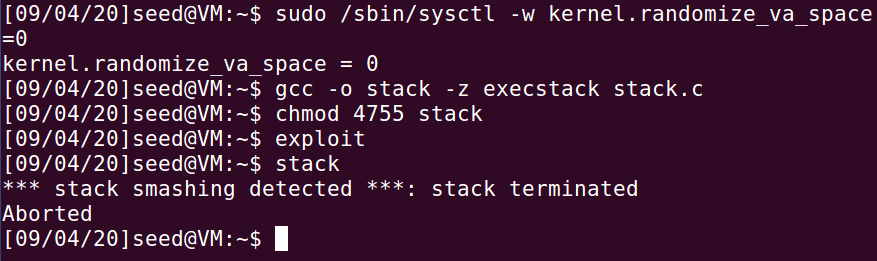 [09/04/20]seed@VM:~$ sudo /sbin/sysctl -w kernel.randomize_va_space
=0
kernel.randomize_va_space = 0
[09/04/20]seed@VM:~$ gcc -o stack -z execstack stack.c
[09/04/20]seed@VM:~$ chmod 4755 stack
[09/04/20]seed@VM:~$ exploit
[09/04/20]seed@VM:~$ stack
*** stack smashing detected ***: stack terminated
Aborted
[09/04/20]seed@VM:~$